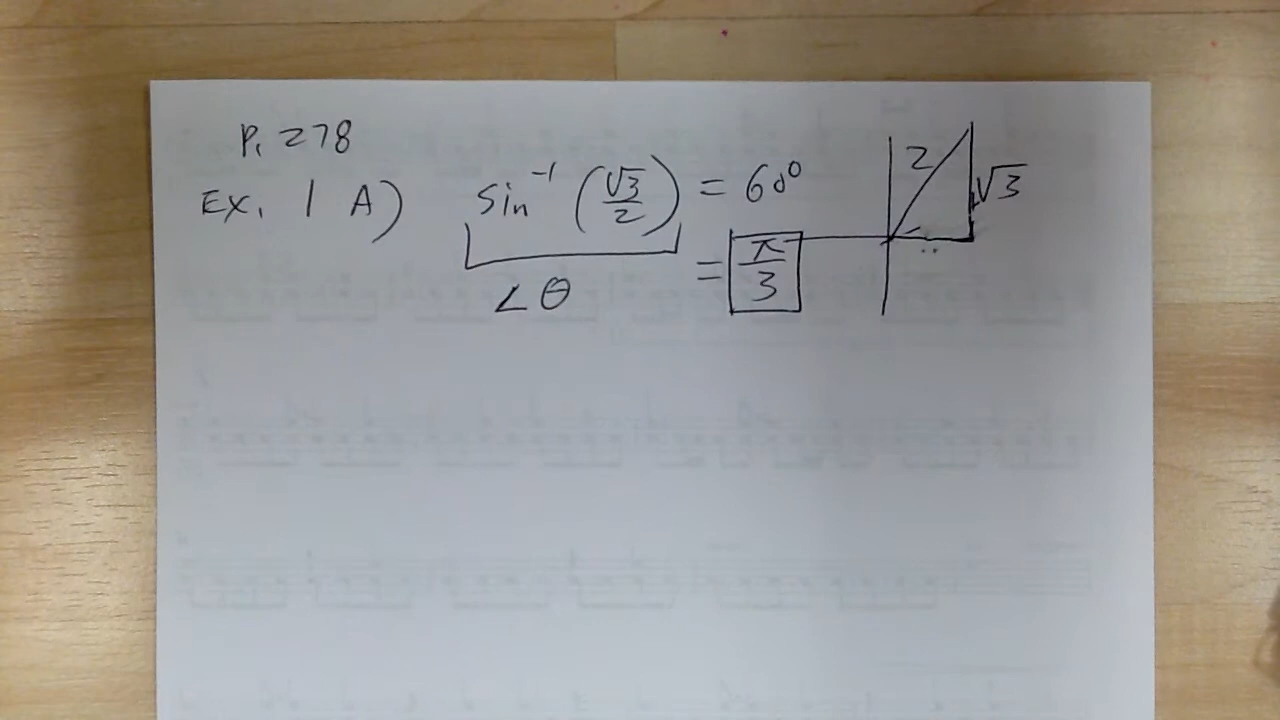 P. 278
Ex. 1 A) sin⁻¹ (√3/2) = 60°
∠θ = π/3
2 √3